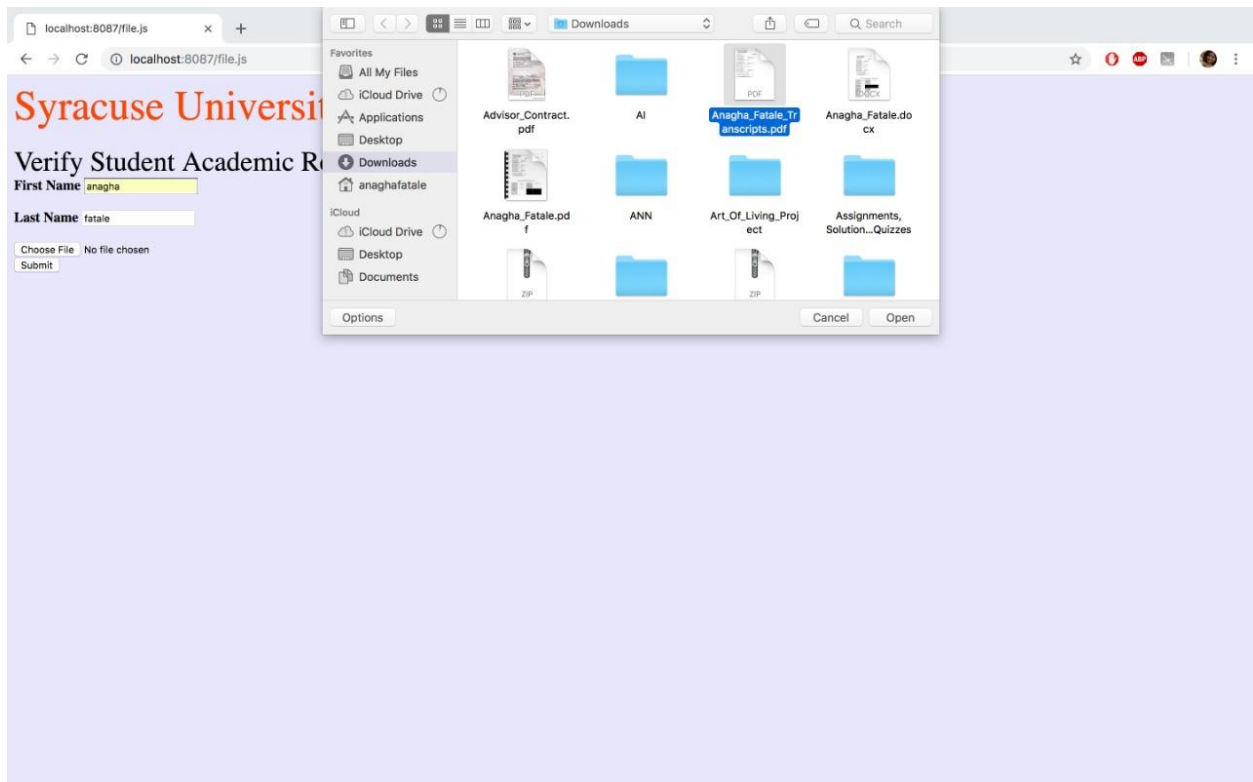 localhost:8087/file.js
localhost:8087/file.js
ABP
Syracuse Universit
Verify Student Academic Re
First Name anagha
Last Name fatale
Choose File No file chosen
Submit
Downloads
Search
Favorites
All My Files
iCloud Drive
Applications
Desktop
Downloads
anaghafatale
iCloud
iCloud Drive
Desktop
Documents
PDF
DOCX
Advisor_Contract.
pdf
AI
Anagha_Fatale_Tr
anscripts.pdf
Anagha_Fatale.do
cx
Anagha_Fatale.pd
f
ANN
Art_Of_Living_Proj
ect
Assignments,
Solution...Quizzes
ZIP
ZIP
Options
Cancel
Open